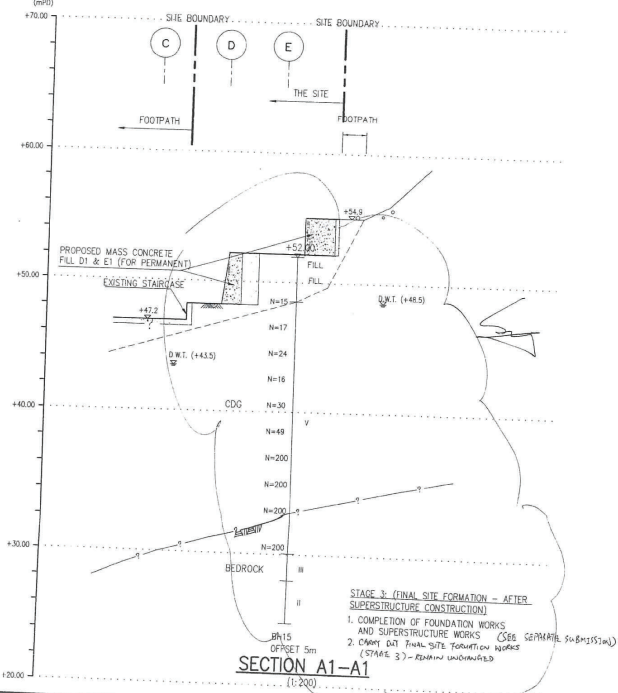 (mPD)
+70.00
SITE BOUNDARY
SITE BOUNDARY
C
D
E
THE SITE
FOOTPATH
FOOTPATH
+60.00
+54.9
+52.00
PROPOSED MASS CONCRETE
FILL D1 & E1 (FOR PERMANENT)
FILL
+50.00
FILL
EXISTING STAIRCASE
N=15
D.W.T. (+48.5)
+47.2
?
N=17
D.W.T. (+43.5)
N=24
N=16
+40.00
CDG
N=30
V
N=49
N=200
N=200
N=200
? ? ? ? ? ?
+30.00
N=200
BEDROCK
III
II
STAGE 3: (FINAL SITE FORMATION - AFTER
SUPERSTRUCTURE CONSTRUCTION)
1. COMPLETION OF FOUNDATION WORKS
AND SUPERSTRUCTURE WORKS (SEE SEPARATE SUBMISSION)
2. CARRY OUT FINAL SITE FORMATION WORKS
(STAGE 3) - REMAIN UNCHANGED
BH15
OFFSET 5m
SECTION A1-A1
(1:200)
+20.00